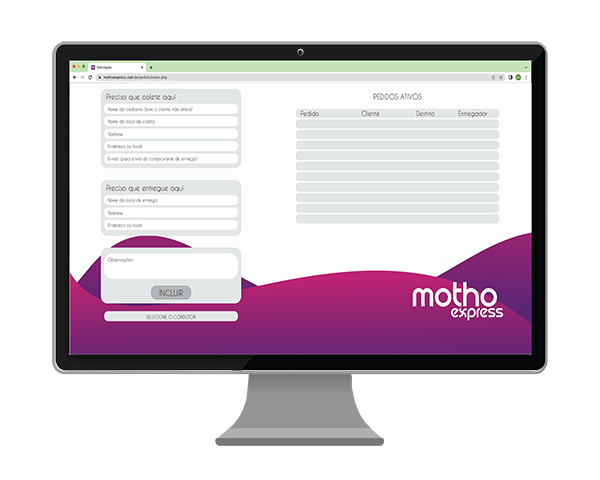 Solicitação
mothoexpress.com.br/pedido/index.php
Preciso que colete aqui
Nome do cadastro (este o cliente não altera)
Nome do local de coleta
Telefone
Endereço ou local
E-mail (para envio do comprovante de entrega)
Preciso que entregue aqui
Nome do local de entrega
Telefone
Endereço ou local
Observações
INCLUIR
SELECIONE O CONDUTOR
PEDIDOS ATIVOS
Pedido Cliente Destino Entregador
motho
express